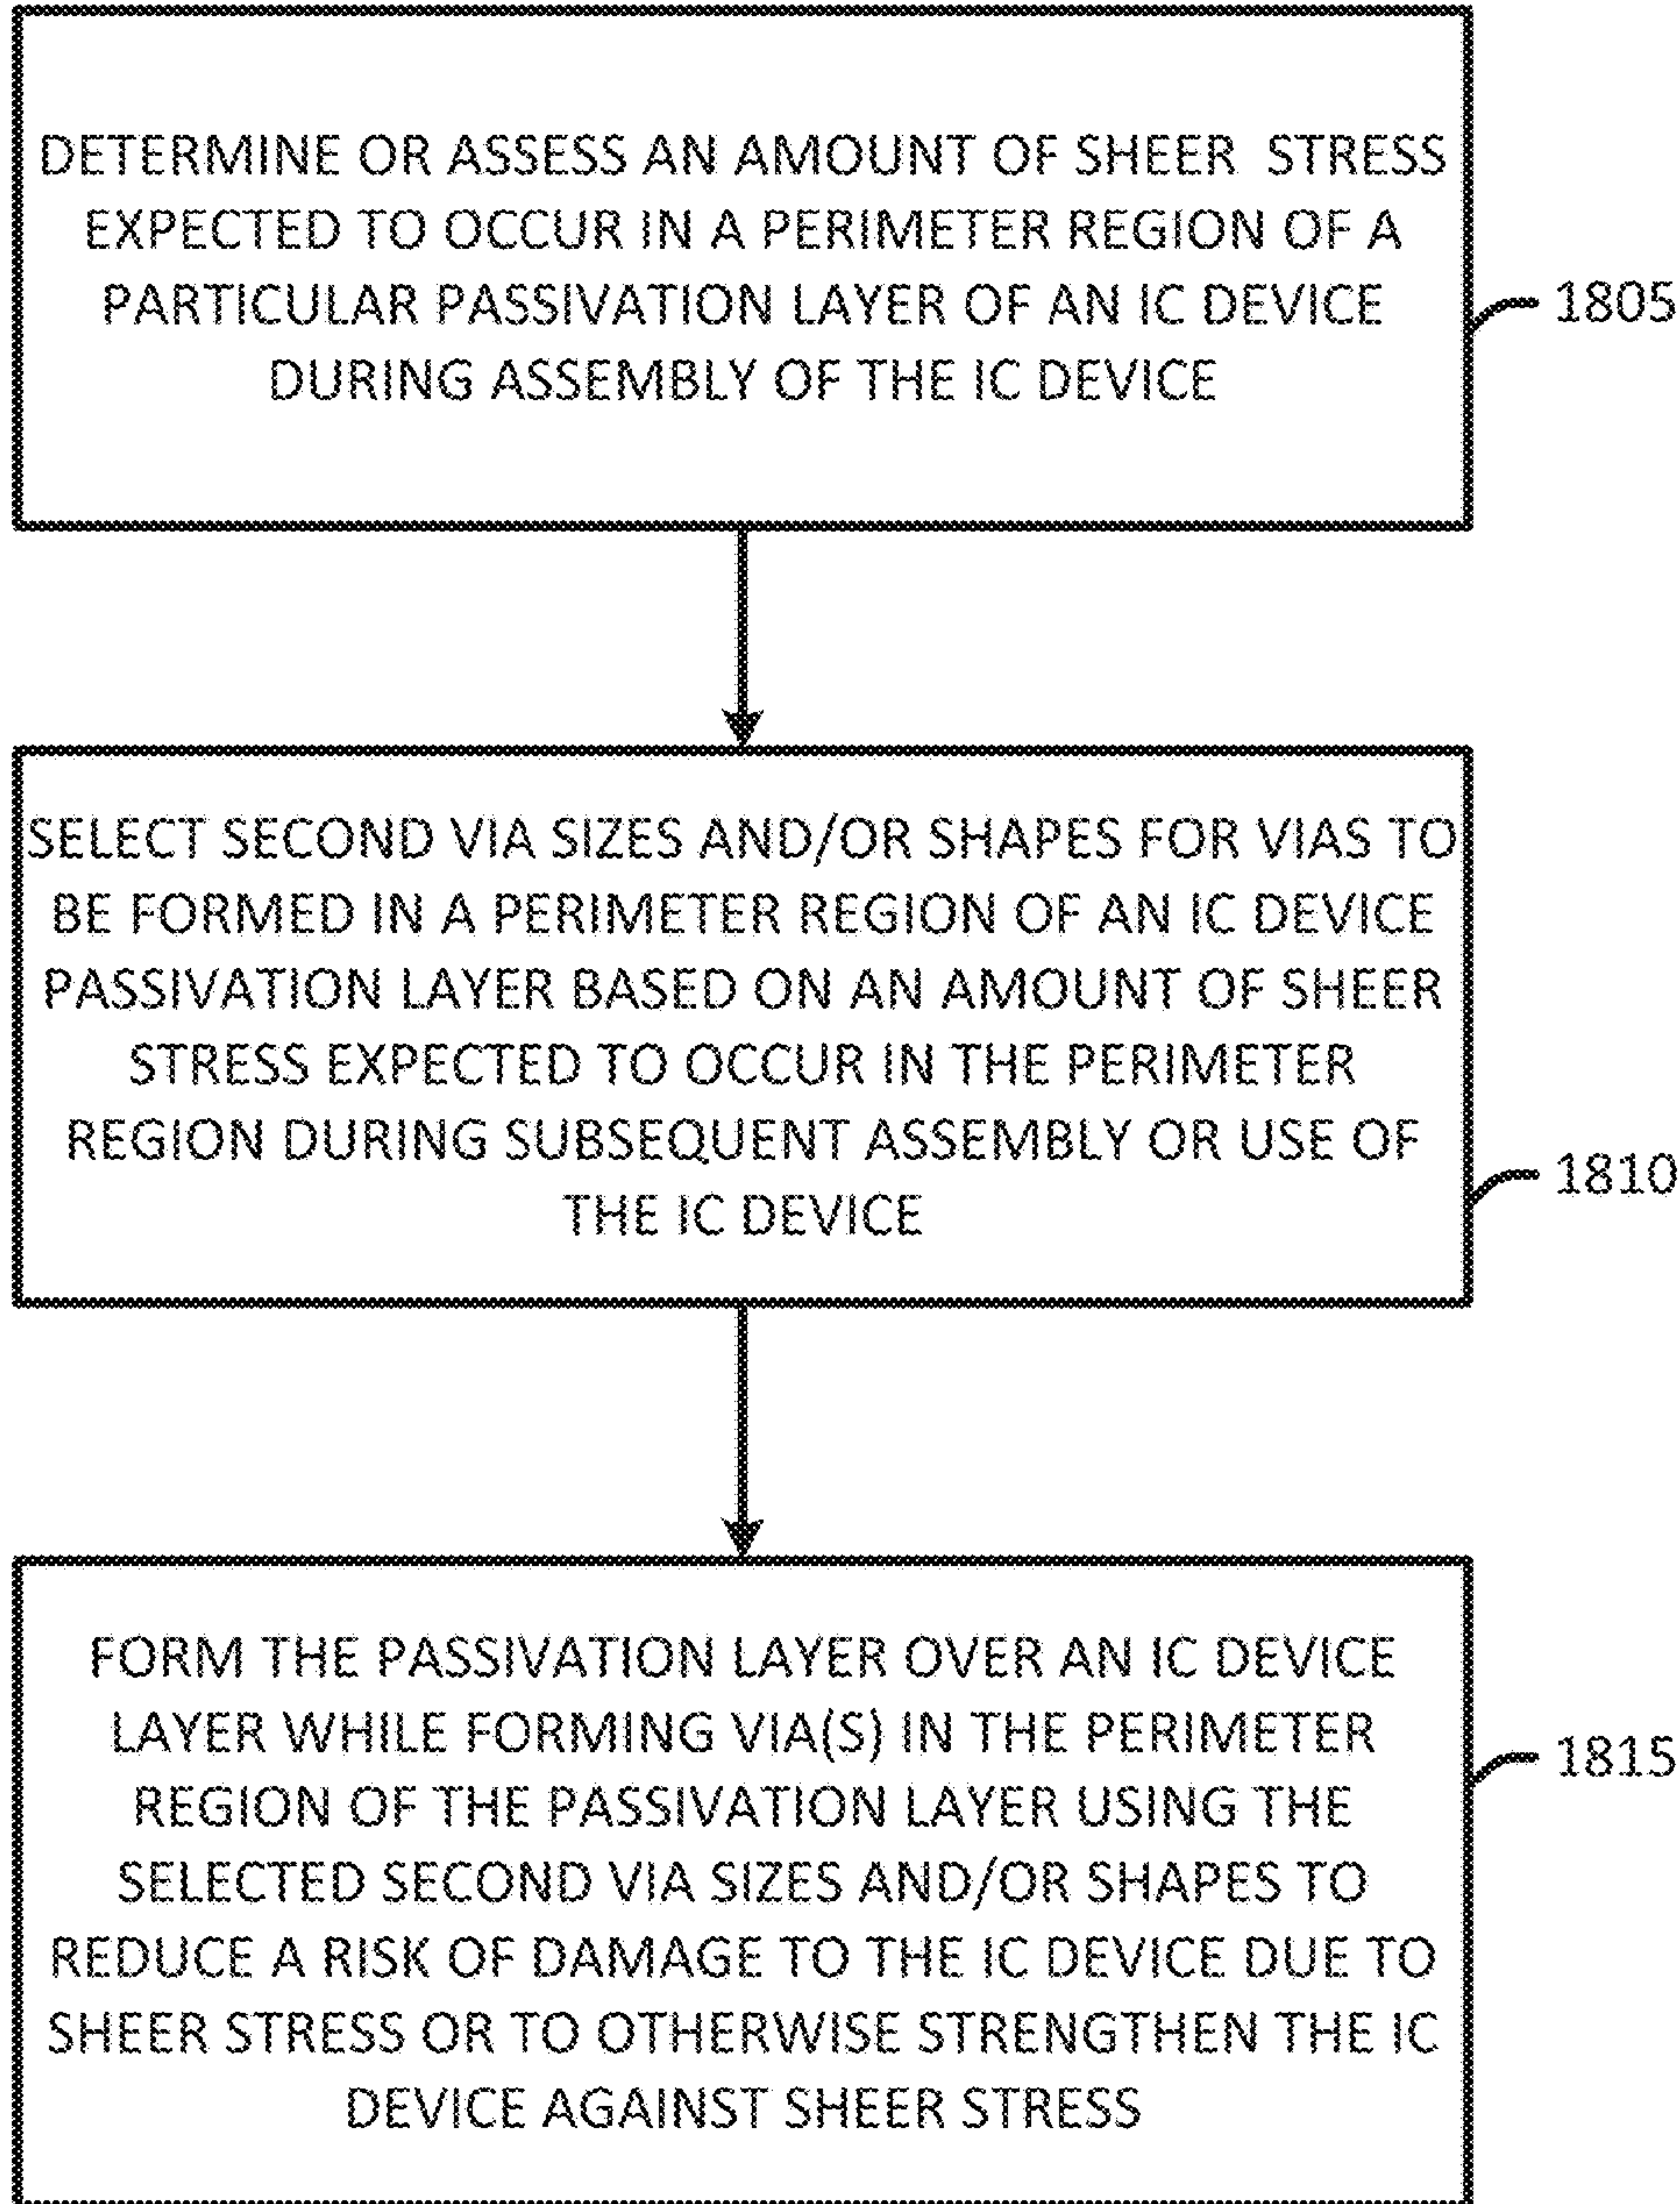 DETERMINE OR ASSESS AN AMOUNT OF SHEER STRESS
EXPECTED TO OCCUR IN A PERIMETER REGION OF A
PARTICULAR PASSIVATION LAYER OF AN IC DEVICE
DURING ASSEMBLY OF THE IC DEVICE
1805
SELECT SECOND VIA SIZES AND/OR SHAPES FOR VIAS TO
BE FORMED IN A PERIMETER REGION OF AN IC DEVICE
PASSIVATION LAYER BASED ON AN AMOUNT OF SHEER
STRESS EXPECTED TO OCCUR IN THE PERIMETER
REGION DURING SUBSEQUENT ASSEMBLY OR USE OF
THE IC DEVICE
1810
FORM THE PASSIVATION LAYER OVER AN IC DEVICE
LAYER WHILE FORMING VIA(S) IN THE PERIMETER
REGION OF THE PASSIVATION LAYER USING THE
SELECTED SECOND VIA SIZES AND/OR SHAPES TO
REDUCE A RISK OF DAMAGE TO THE IC DEVICE DUE TO
SHEER STRESS OR TO OTHERWISE STRENGTHEN THE IC
DEVICE AGAINST SHEER STRESS
1815